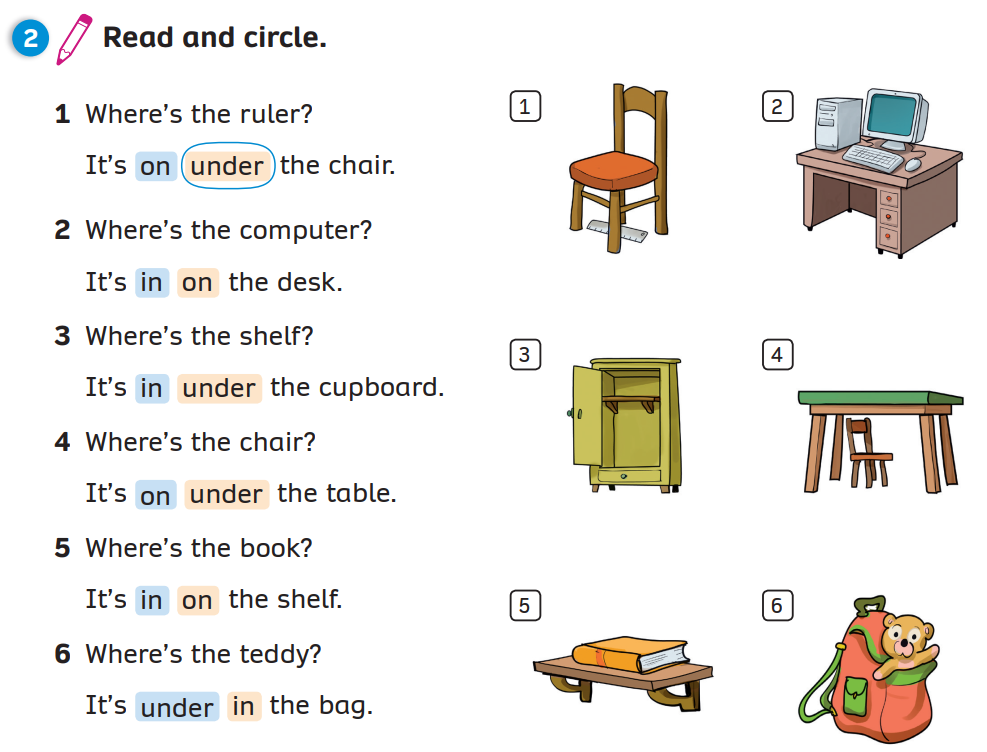 2 Read and circle.
1 Where's the ruler?
It's on under the chair.
2 Where's the computer?
It's in on the desk.
3 Where's the shelf?
It's in under the cupboard.
4 Where's the chair?
It's on under the table.
5 Where's the book?
It's in on the shelf.
6 Where's the teddy?
It's under in the bag.
1
2
3
4
5
6